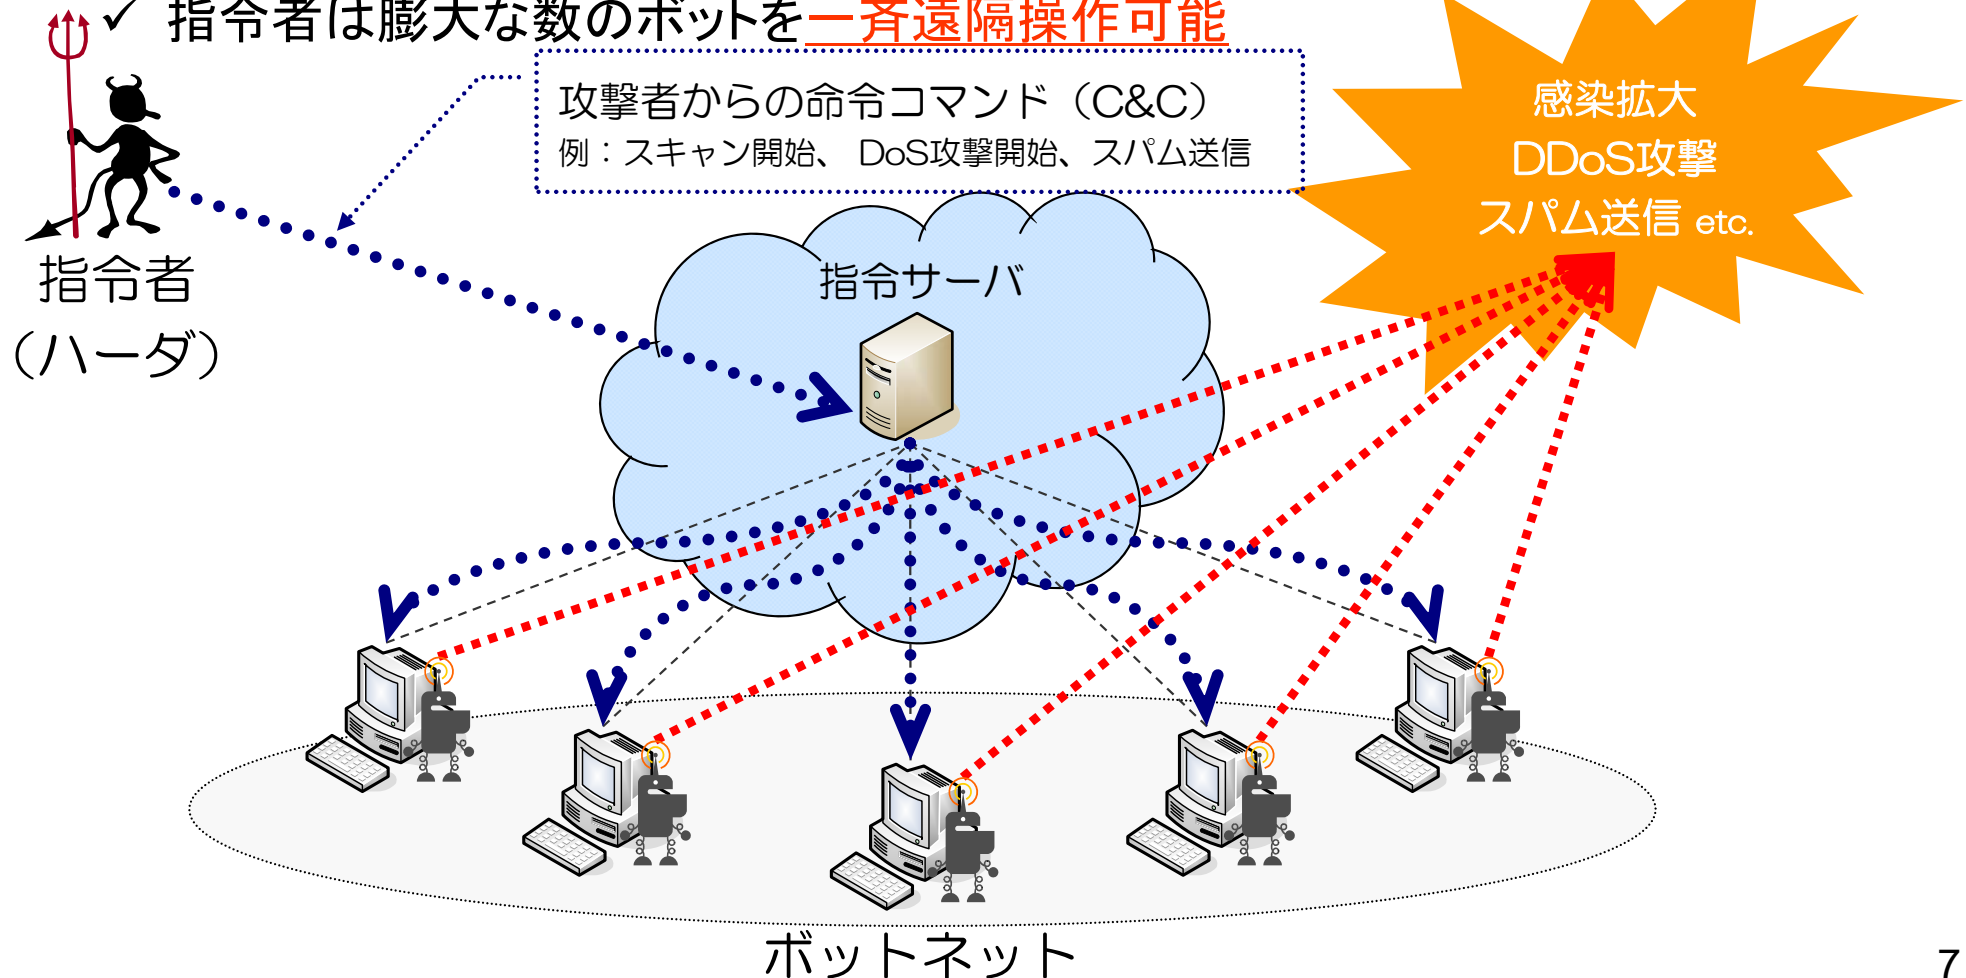 ✓ 指令者は膨大な数のボットを一斉遠隔操作可能
攻撃者からの命令コマンド（C&C）
例：スキャン開始、 DoS攻撃開始、スパム送信
感染拡大
DDoS攻撃
スパム送信 etc.
指令者
（ハーダ）
指令サーバ
ボットネット
7